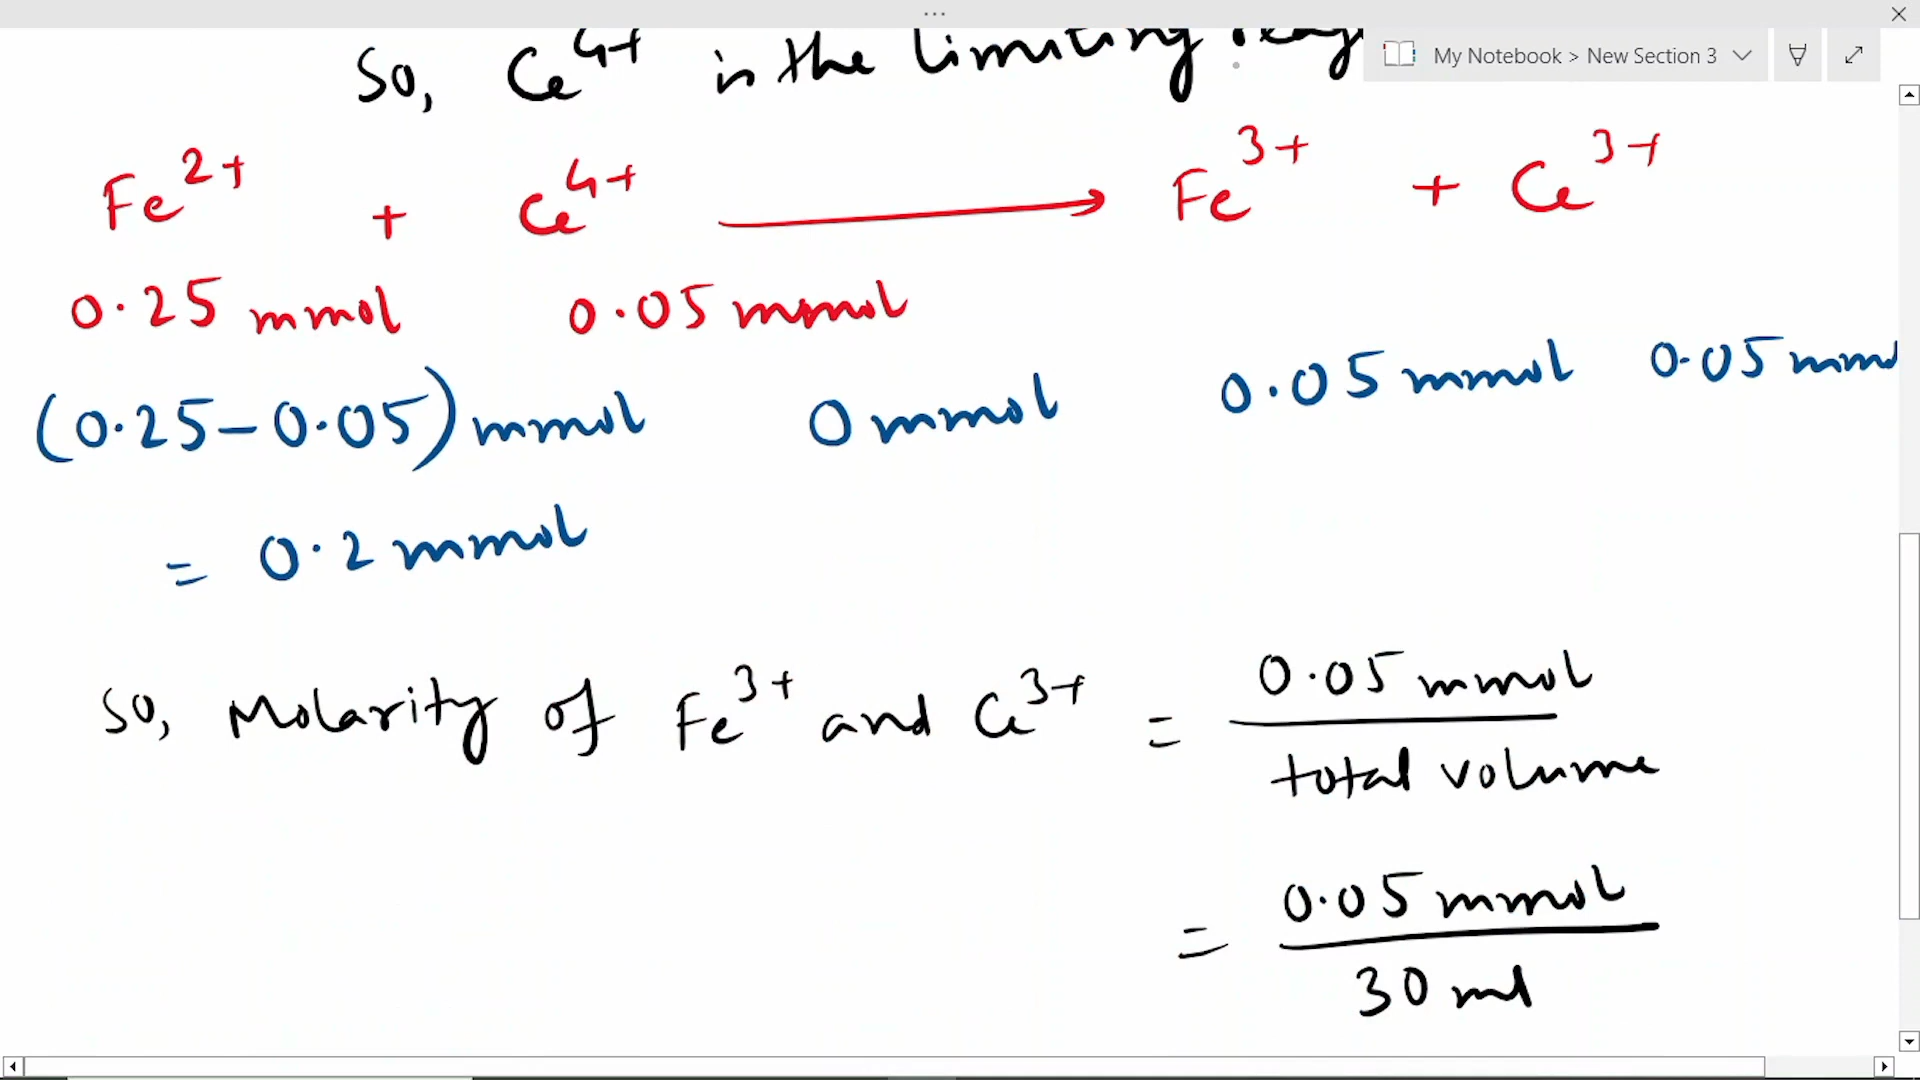 My Notebook > New Section 3
So, Ce⁴⁺ is the limiting
Fe²⁺ + Ce⁴⁺ → Fe³⁺ + Ce³⁺
0.25 mmol 0.05 mmol
(0.25-0.05) mmol 0 mmol 0.05 mmol 0.05 mmo
= 0.2 mmol
So, Molarity of Fe³⁺ and Ce³⁺ = 0.05 mmol
total volume
= 0.05 mmol
30 ml